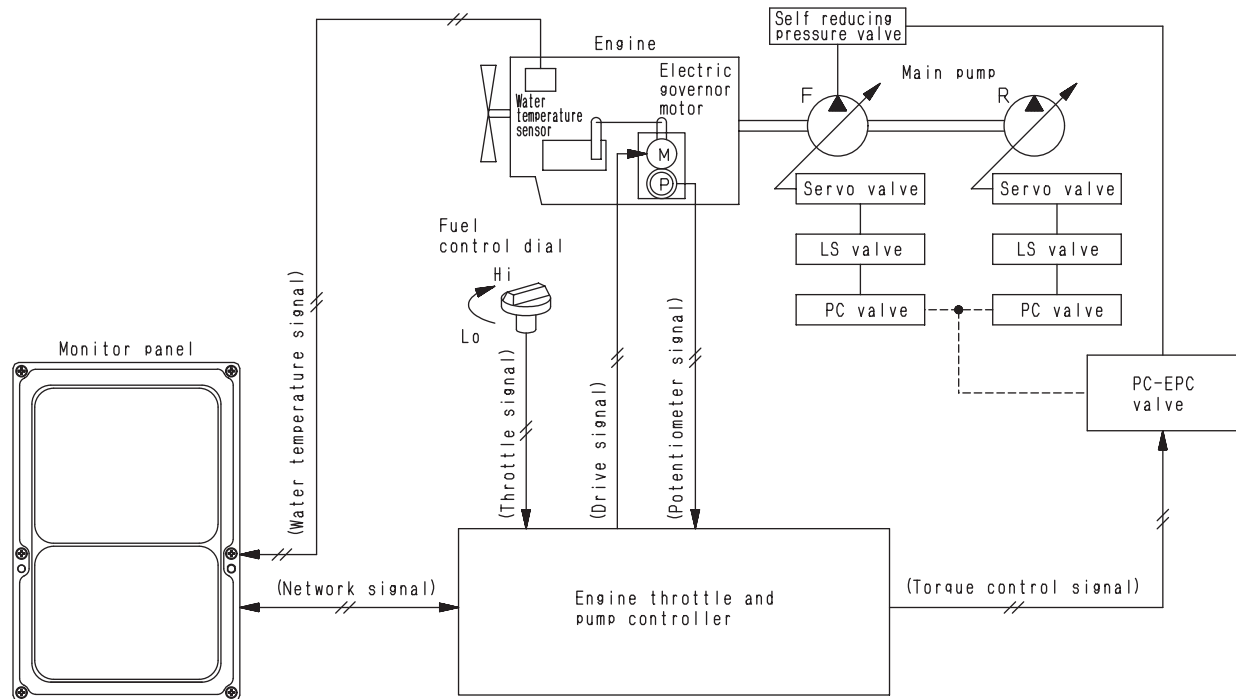 Self reducing
pressure valve
Engine
Main pump
Electric
governor
motor
F
R
Water
temperature
sensor
M
P
Servo valve
Servo valve
Fuel
control dial
Hi
Lo
LS valve
LS valve
PC valve
PC valve
(Water temperature signal)
(Throttle signal)
(Drive signal)
(Potentiometer signal)
Monitor panel
PC-EPC
valve
(Network signal)
Engine throttle and
pump controller
(Torque control signal)